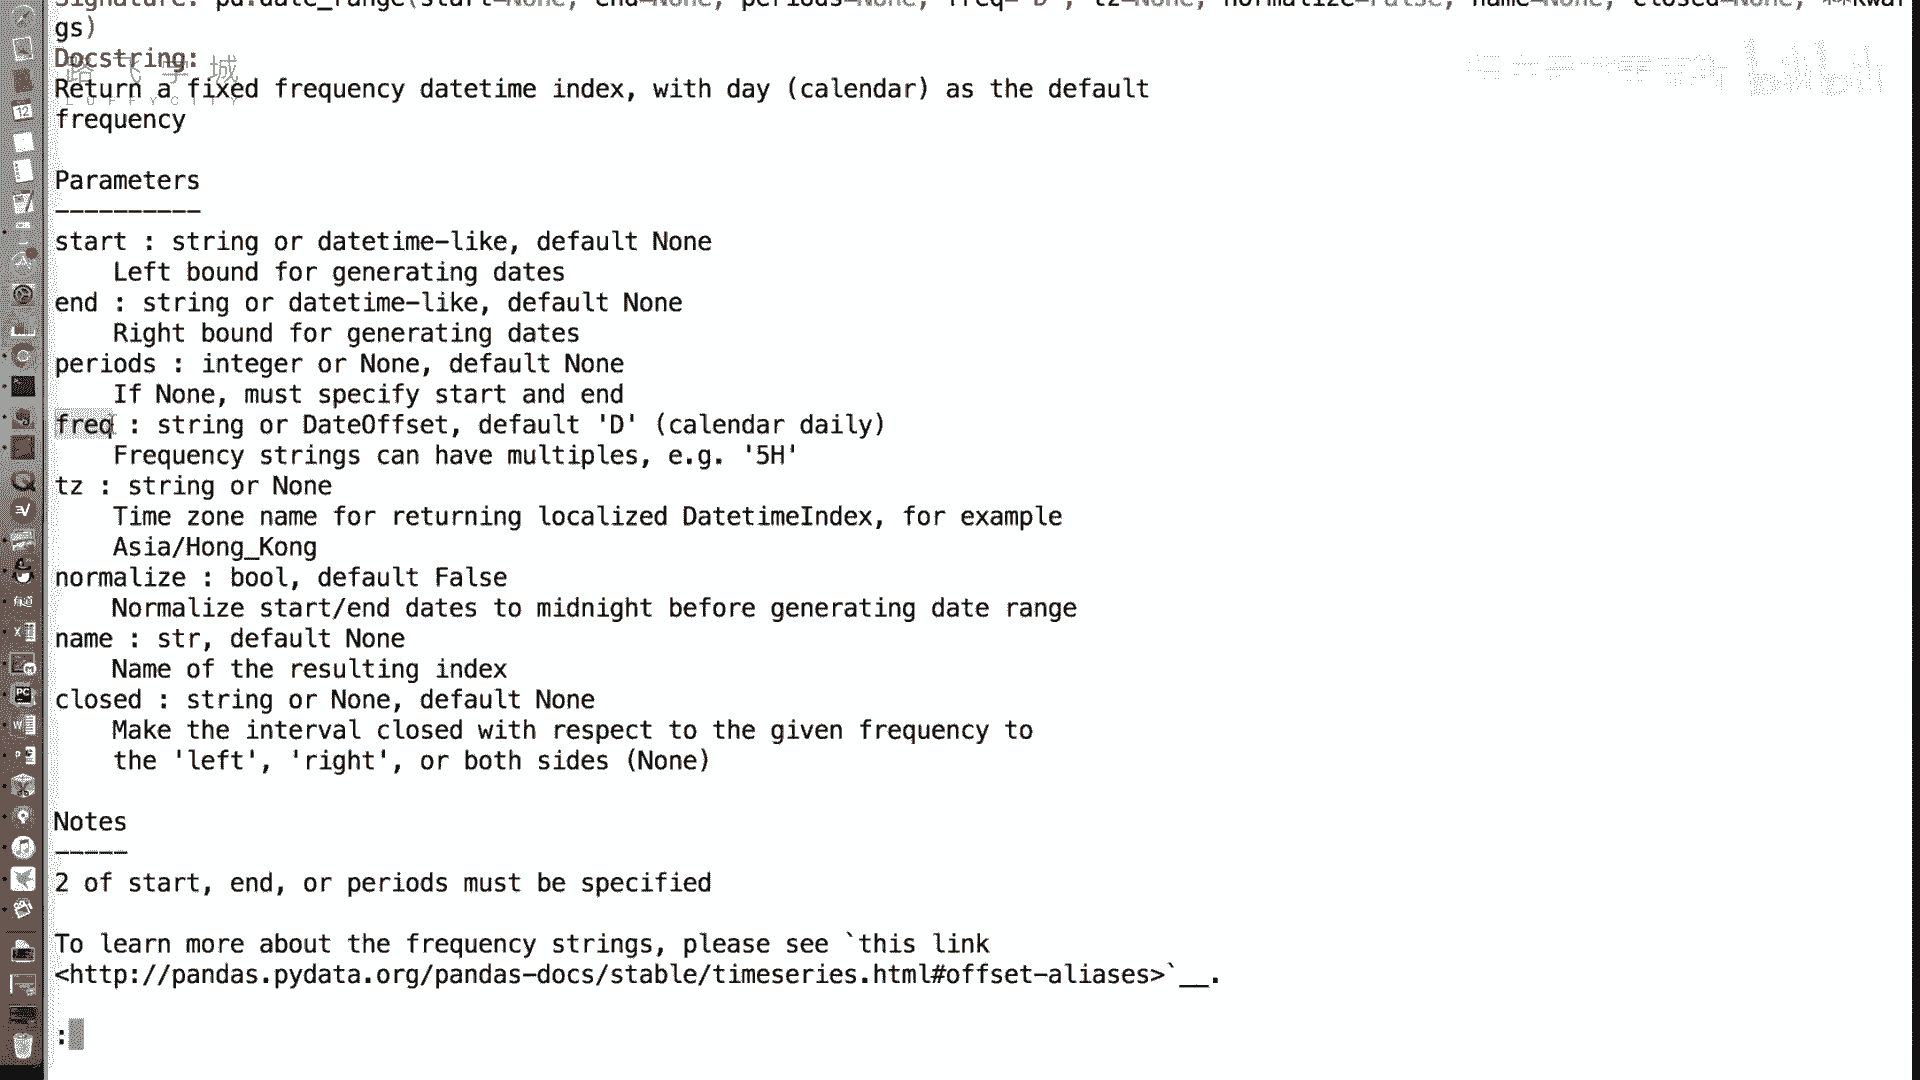 Signature: pd.date_range(start=None, end=None, periods=None, freq='D', tz=None, normalize=False, name=None, closed=None, **kwar
gs)
Docstring:
路飞学城
LUFFYCITY
Return a fixed frequency datetime index, with day (calendar) as the default
frequency
Parameters
----------
start : string or datetime-like, default None
Left bound for generating dates
end : string or datetime-like, default None
Right bound for generating dates
periods : integer or None, default None
If None, must specify start and end
freq : string or DateOffset, default 'D' (calendar daily)
Frequency strings can have multiples, e.g. '5H'
tz : string or None
Time zone name for returning localized DatetimeIndex, for example
Asia/Hong_Kong
normalize : bool, default False
Normalize start/end dates to midnight before generating date range
name : str, default None
Name of the resulting index
closed : string or None, default None
Make the interval closed with respect to the given frequency to
the 'left', 'right', or both sides (None)
Notes
-----
2 of start, end, or periods must be specified
To learn more about the frequency strings, please see `this link
<http://pandas.pydata.org/pandas-docs/stable/timeseries.html#offset-aliases>`__.
: